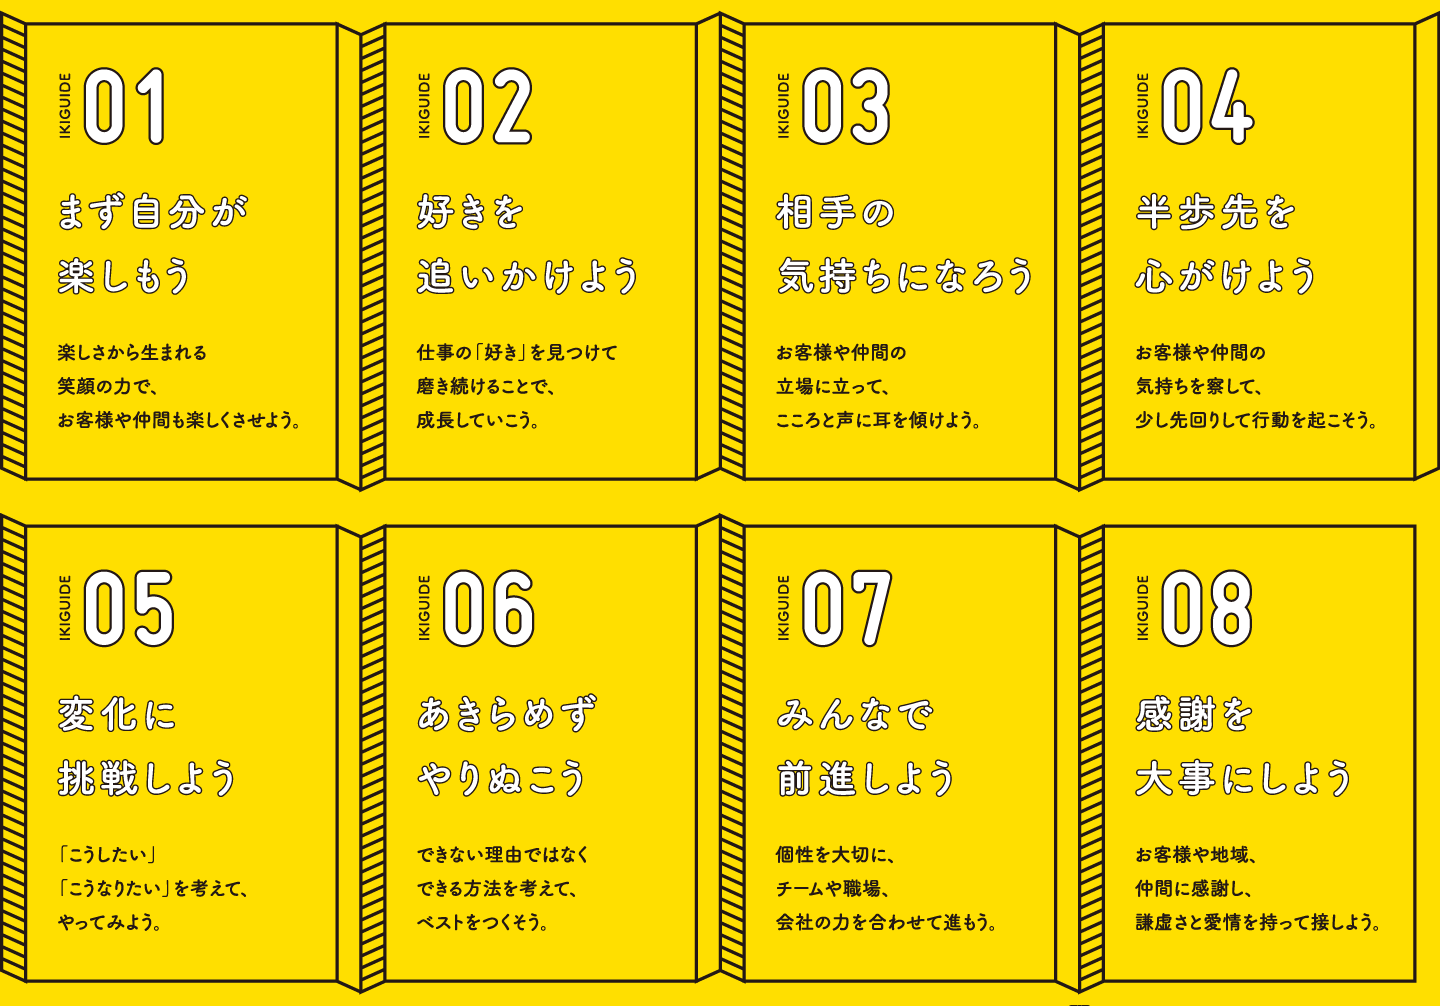 IKIGUIDE 01
まず自分が
楽しもう
楽しさから生まれる
笑顔の力で、
お客様や仲間も楽しくさせよう。
IKIGUIDE 02
好きを
追いかけよう
仕事の「好き」を見つけて
磨き続けることで、
成長していこう。
IKIGUIDE 03
相手の
気持ちになろう
お客様や仲間の
立場に立って、
こころと声に耳を傾けよう。
IKIGUIDE 04
半歩先を
心がけよう
お客様や仲間の
気持ちを察して、
少し先回りして行動を起こそう。
IKIGUIDE 05
変化に
挑戦しよう
「こうしたい」
「こうなりたい」を考えて、
やってみよう。
IKIGUIDE 06
あきらめず
やりぬこう
できない理由ではなく
できる方法を考えて、
ベストをつくそう。
IKIGUIDE 07
みんなで
前進しよう
個性を大切に、
チームや職場、
会社の力を合わせて進もう。
IKIGUIDE 08
感謝を
大事にしよう
お客様や地域、
仲間に感謝し、
謙虚さと愛情を持って接しよう。